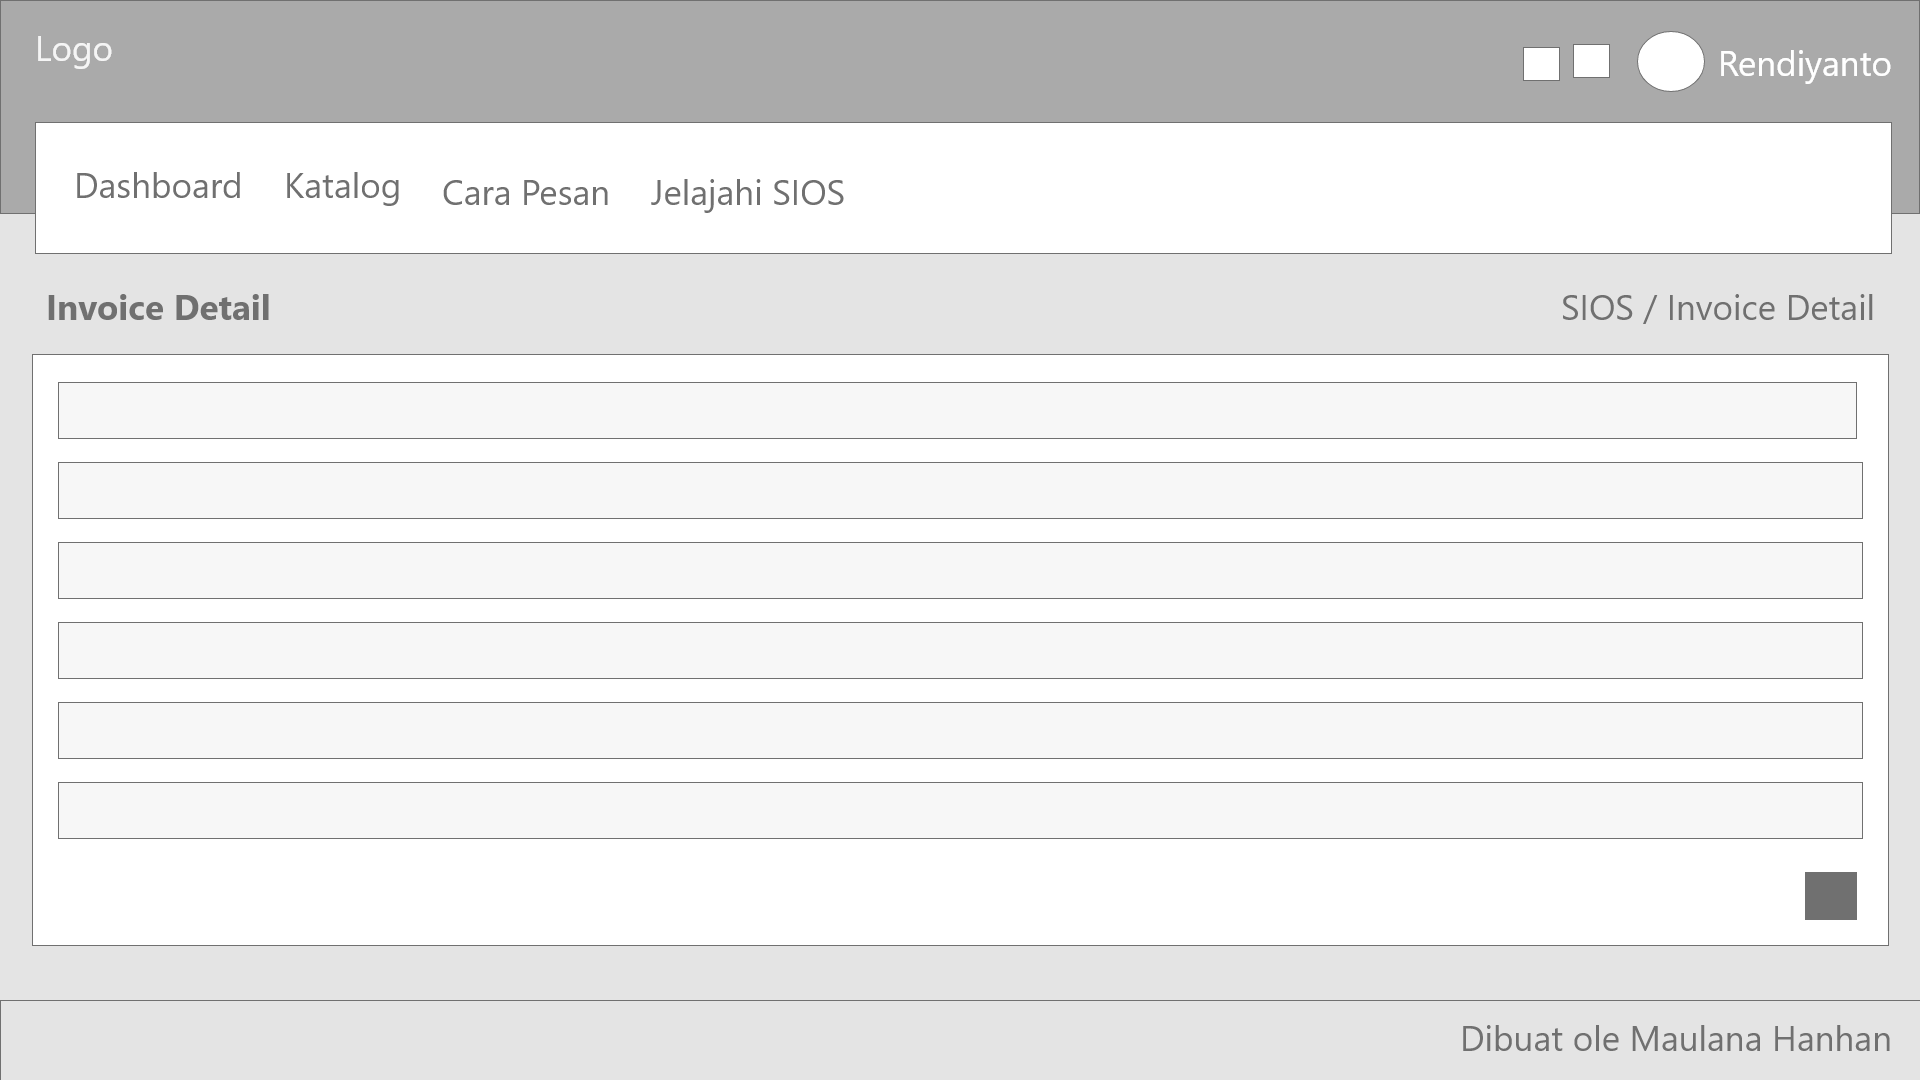 Logo
Rendiyanto
Dashboard Katalog Cara Pesan Jelajahi SIOS
Invoice Detail
SIOS / Invoice Detail
Dibuat ole Maulana Hanhan